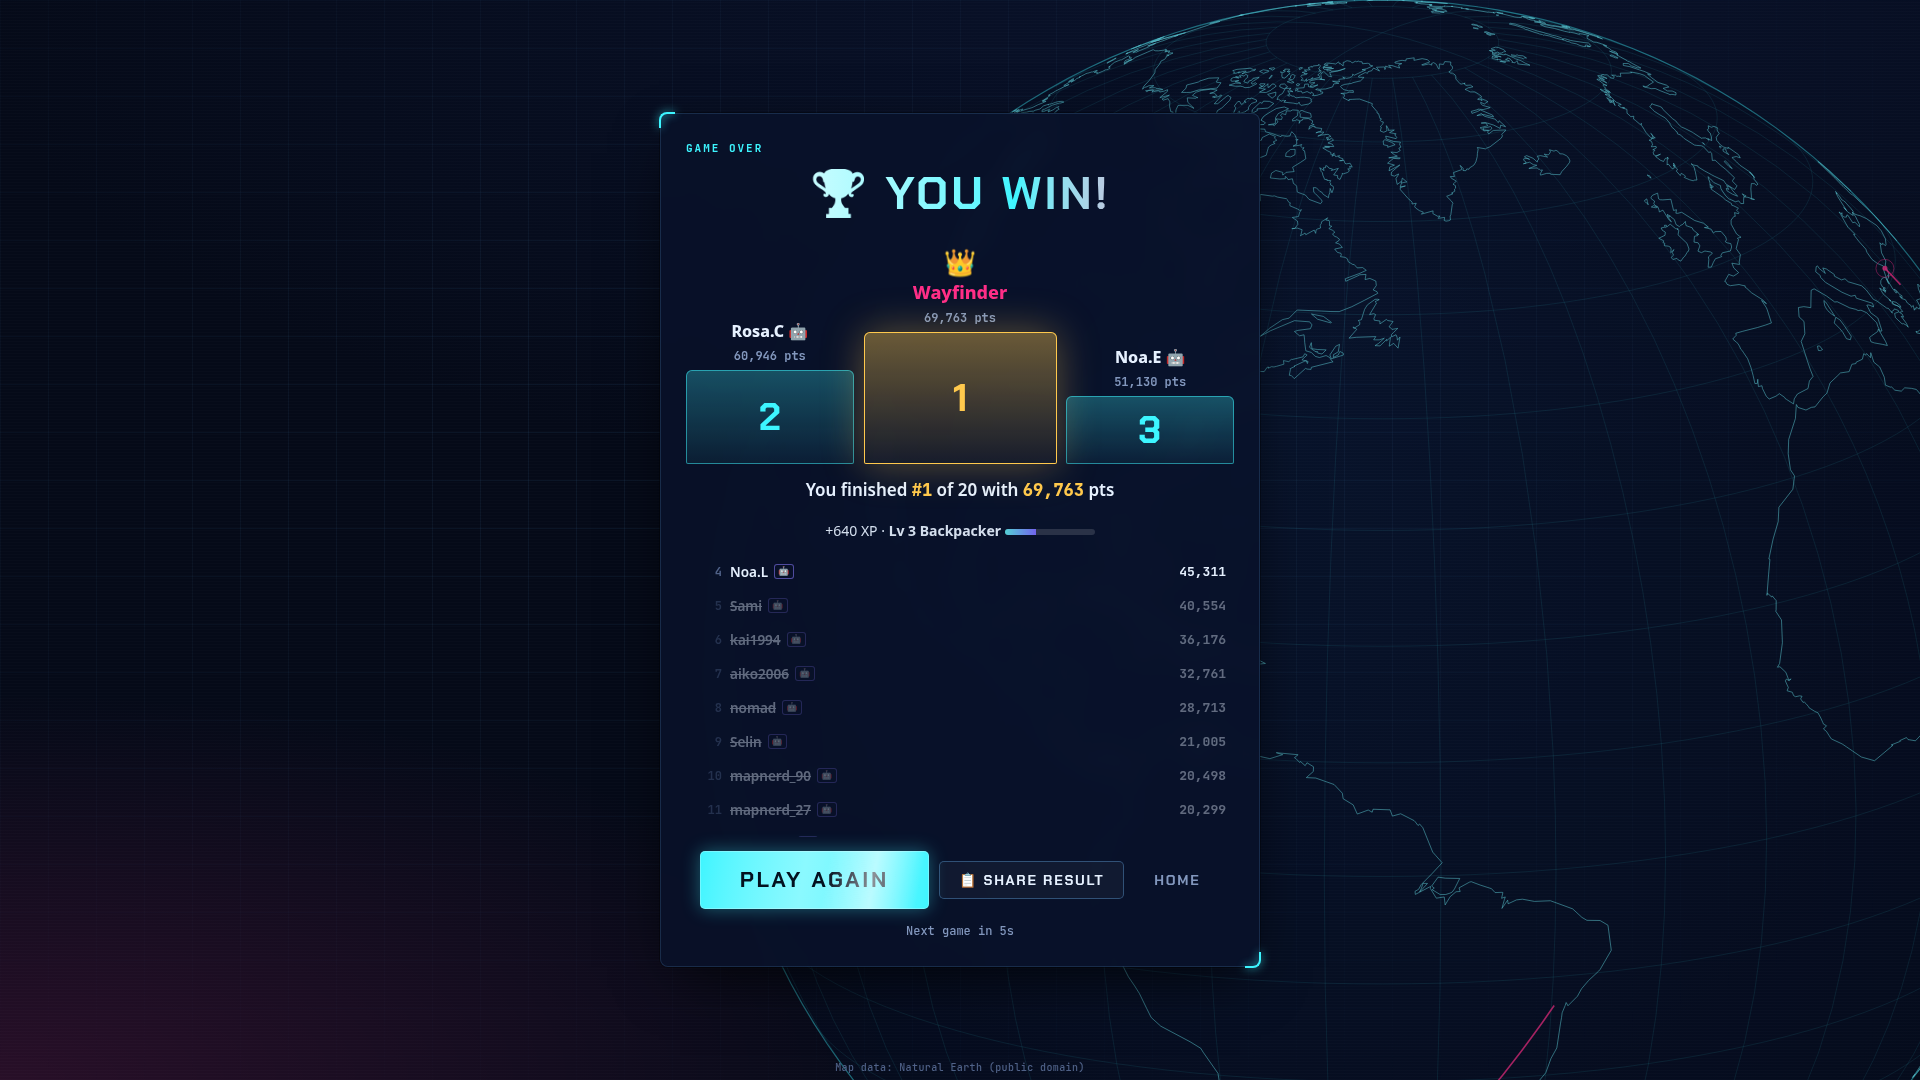 GAME OVER
🏆 YOU WIN!
👑
Wayfinder
69,763 pts
Rosa.C 🤖
60,946 pts
Noa.E 🤖
51,130 pts
2
1
3
You finished #1 of 20 with 69,763 pts
+640 XP · Lv 3 Backpacker
4 Noa.L 🤖 45,311
5 Sami 🤖 40,554
6 kai1994 🤖 36,176
7 aiko2006 🤖 32,761
8 nomad 🤖 28,713
9 Selin 🤖 21,005
10 mapnerd_90 🤖 20,498
11 mapnerd_27 🤖 20,299
PLAY AGAIN
📋 SHARE RESULT
HOME
Next game in 5s
Map data: Natural Earth (public domain)